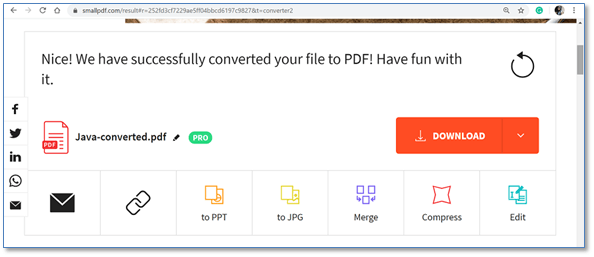 smallpdf.com/result#r=252fd3cf7229ae5ff04bbcd6197c9827&t=converter2
Nice! We have successfully converted your file to PDF! Have fun with
it.
PDF
Java-converted.pdf
PRO
DOWNLOAD
to PPT
to JPG
Merge
Compress
Edit